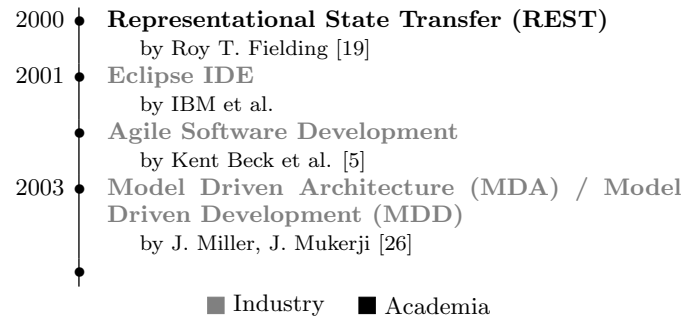 2000 Representational State Transfer (REST)
by Roy T. Fielding [19]
2001 Eclipse IDE
by IBM et al.
Agile Software Development
by Kent Beck et al. [5]
2003 Model Driven Architecture (MDA) / Model
Driven Development (MDD)
by J. Miller, J. Mukerji [26]
Industry Academia